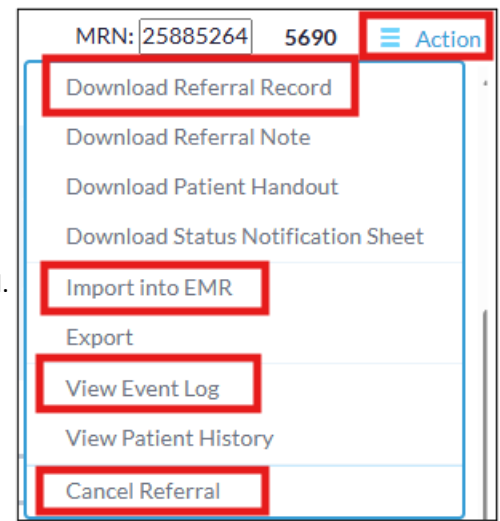 MRN: 25885264 5690 Action
Download Referral Record
Download Referral Note
Download Patient Handout
Download Status Notification Sheet
Import into EMR
Export
View Event Log
View Patient History
Cancel Referral